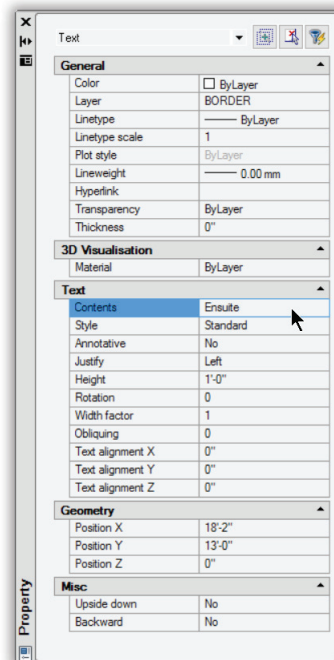 Text
General
Color ByLayer
Layer BORDER
Linetype ByLayer
Linetype scale 1
Plot style ByLayer
Lineweight 0.00 mm
Hyperlink
Transparency ByLayer
Thickness 0"
3D Visualisation
Material ByLayer
Text
Contents Ensuite
Style Standard
Annotative No
Justify Left
Height 1'-0"
Rotation 0
Width factor 1
Obliquing 0
Text alignment X 0"
Text alignment Y 0"
Text alignment Z 0"
Geometry
Position X 18'-2"
Position Y 13'-0"
Position Z 0"
Misc
Upside down No
Backward No
Property